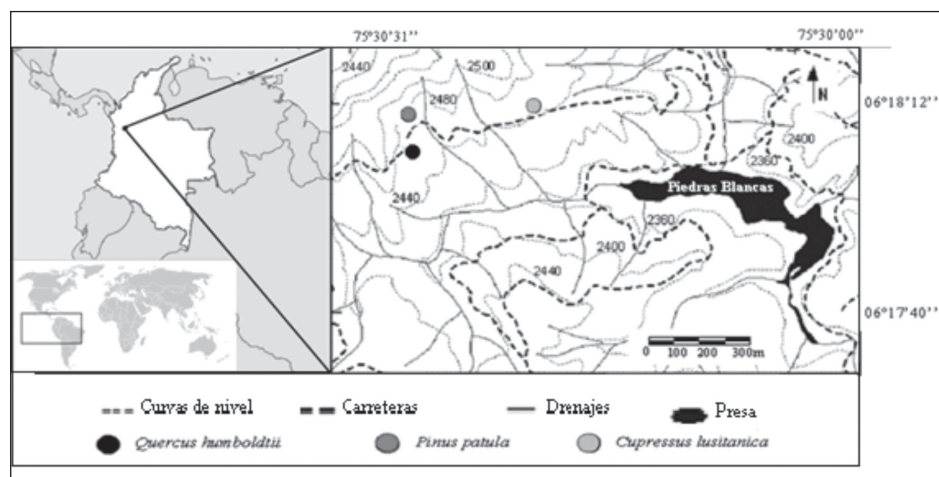 75°30'31'' 75°30'00''
2440
2500
2480
06°18'12''
N
2400
2360
Piedras Blancas
2440
2360
2400
2440
06°17'40''
0 100 200 300m
Curvas de nivel Carreteras Drenajes Presa
Quercus humboldtii Pinus patula Cupressus lusitanica